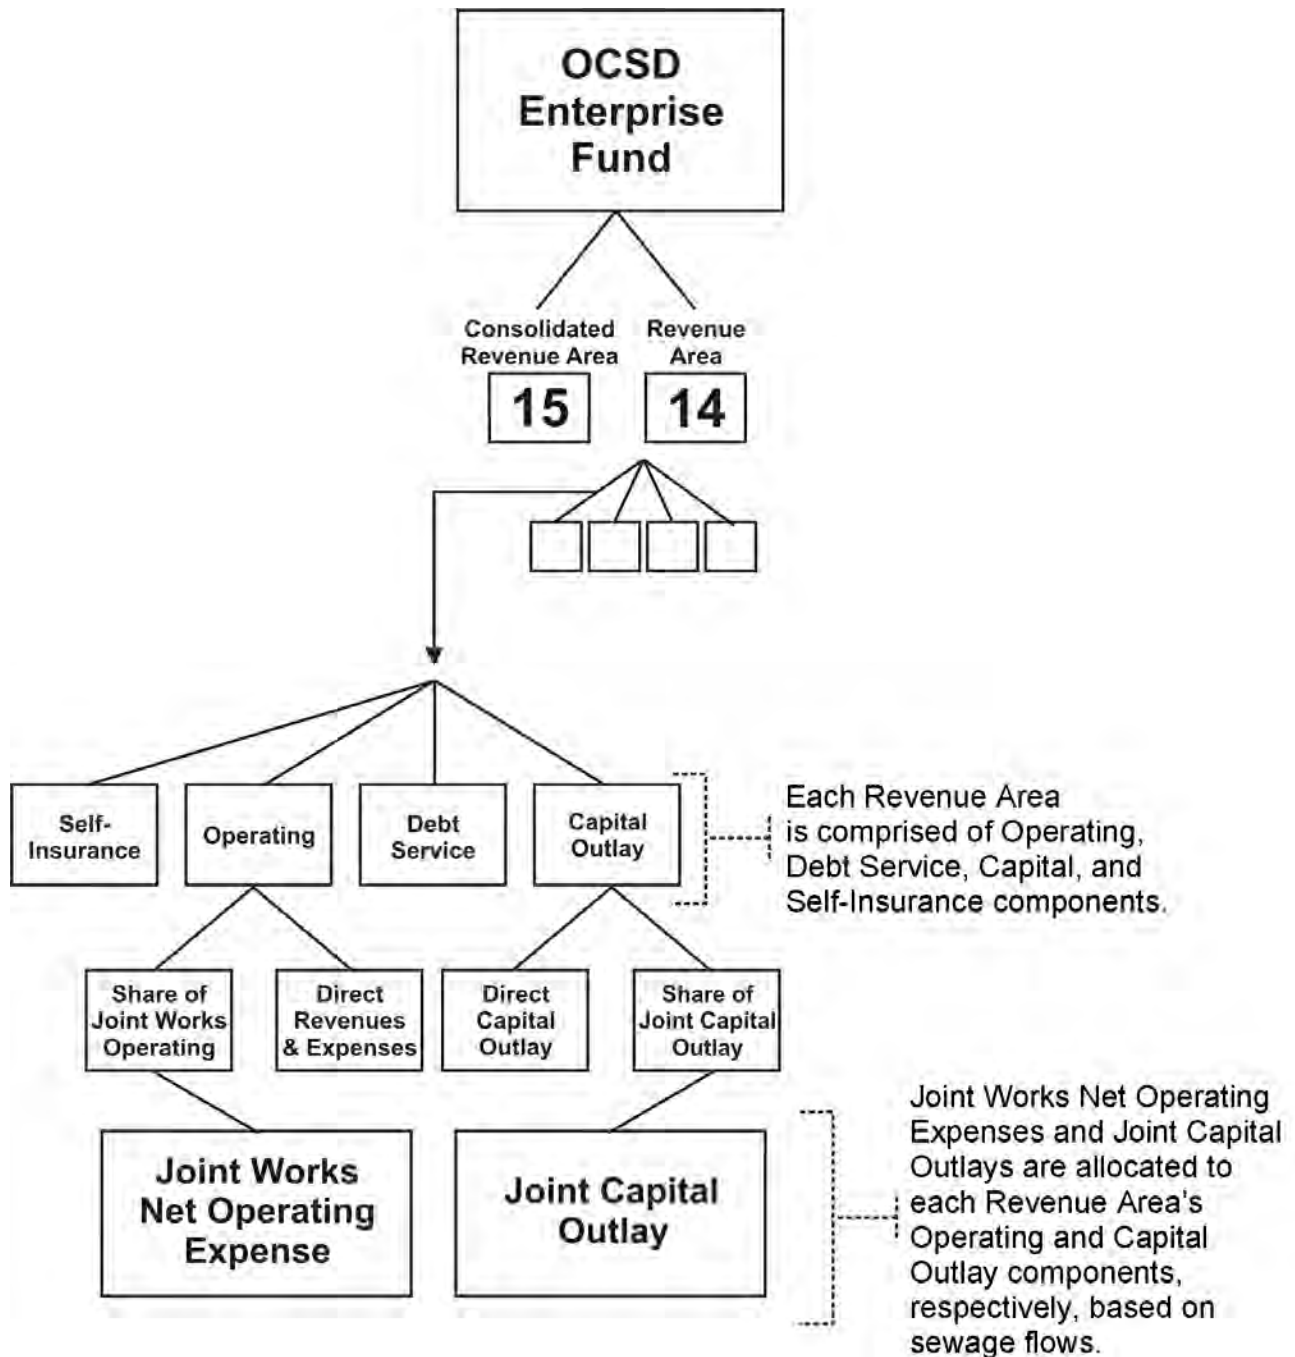 OCSD
Enterprise
Fund
Consolidated
Revenue Area
Revenue
Area
15
14
Self-
Insurance
Operating
Debt
Service
Capital
Outlay
Each Revenue Area
is comprised of Operating,
Debt Service, Capital, and
Self-Insurance components.
Share of
Joint Works
Operating
Direct
Revenues
& Expenses
Direct
Capital
Outlay
Share of
Joint Capital
Outlay
Joint Works
Net Operating
Expense
Joint Capital
Outlay
Joint Works Net Operating
Expenses and Joint Capital
Outlays are allocated to
each Revenue Area's
Operating and Capital
Outlay components,
respectively, based on
sewage flows.